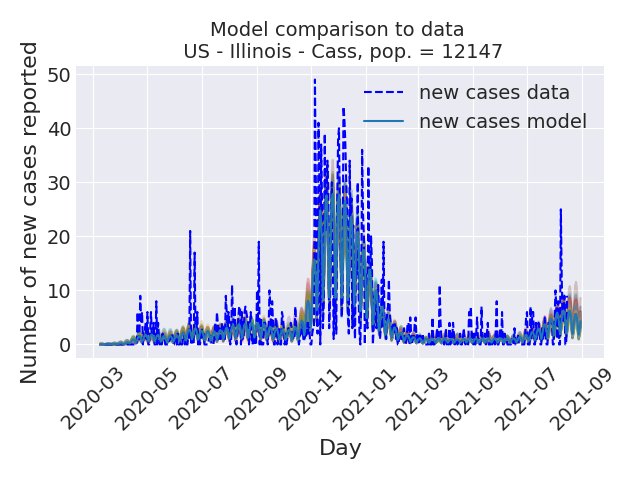 Model comparison to data
US - Illinois - Cass, pop. = 12147
Number of new cases reported
50
40
30
20
10
0
new cases data
new cases model
2020-03
2020-05
2020-07
2020-09
2020-11
2021-01
2021-03
2021-05
2021-07
2021-09
Day